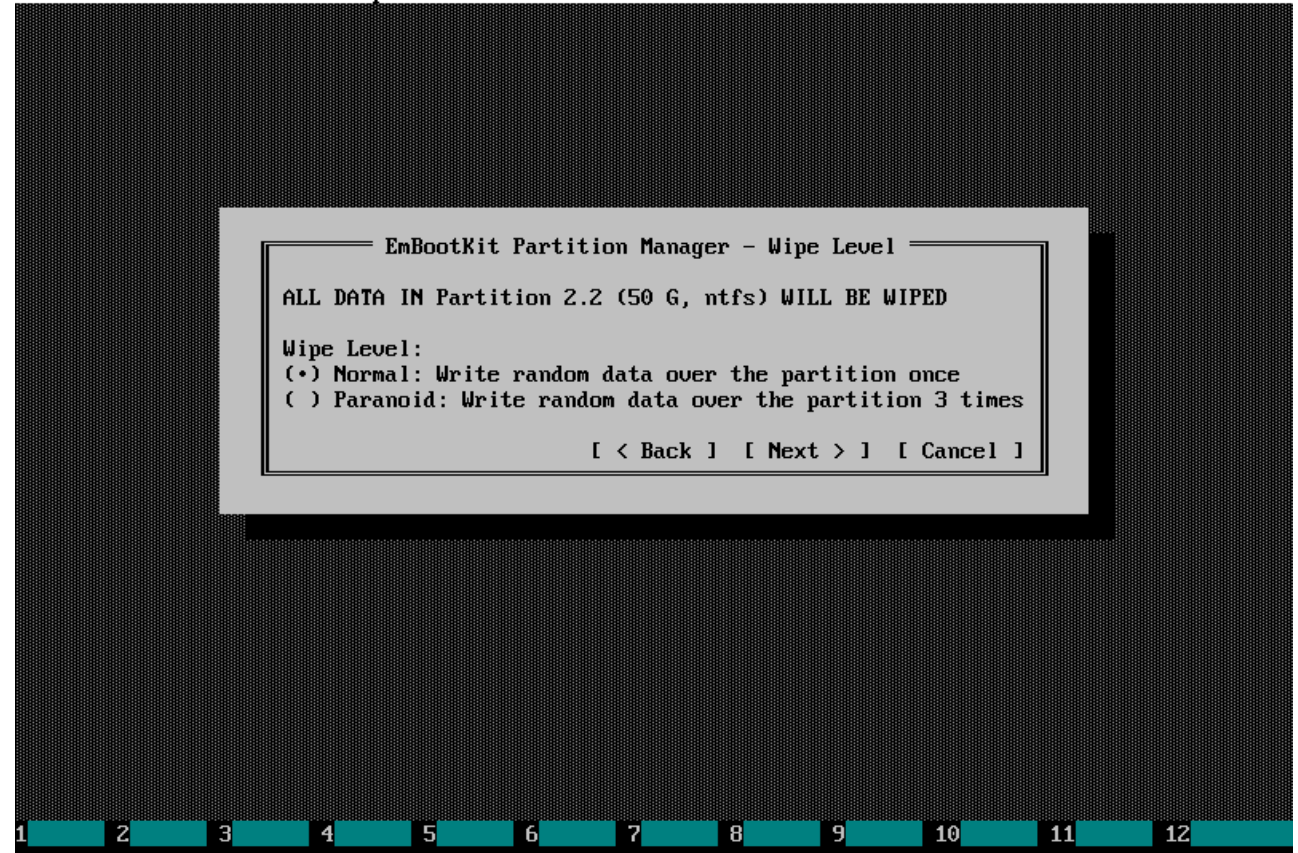 EmBootKit Partition Manager - Wipe Level
ALL DATA IN Partition 2.2 (50 G, ntfs) WILL BE WIPED
Wipe Level:
(•) Normal: Write random data over the partition once
( ) Paranoid: Write random data over the partition 3 times
[ < Back ] [ Next > ] [ Cancel ]
1 2 3 4 5 6 7 8 9 10 11 12